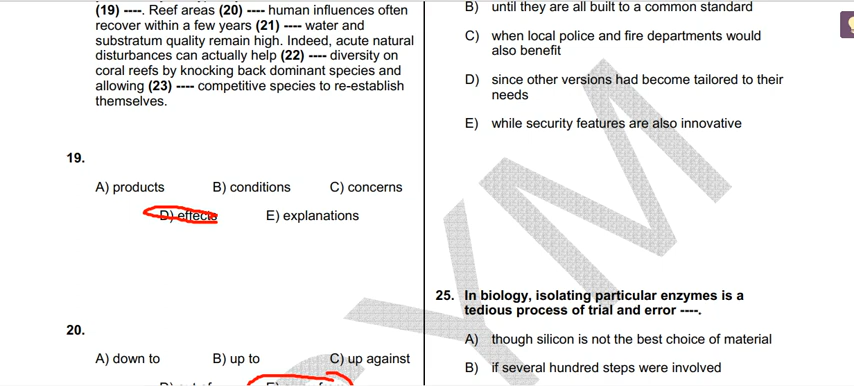 (19) ----. Reef areas (20) ---- human influences often
recover within a few years (21) ---- water and
substratum quality remain high. Indeed, acute natural
disturbances can actually help (22) ---- diversity on
coral reefs by knocking back dominant species and
allowing (23) ---- competitive species to re-establish
themselves.
19.
A) products B) conditions C) concerns
D) effects E) explanations
20.
A) down to B) up to C) up against
B) until they are all built to a common standard
C) when local police and fire departments would
also benefit
D) since other versions had become tailored to their
needs
E) while security features are also innovative
25. In biology, isolating particular enzymes is a
tedious process of trial and error ----.
A) though silicon is not the best choice of material
B) if several hundred steps were involved